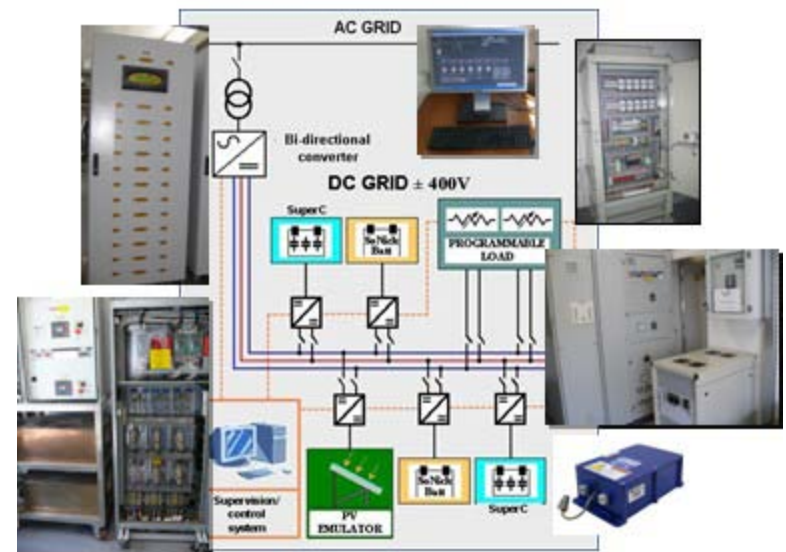 AC GRID
Bi-directional
converter
DC GRID ± 400V
SuperC
SoNick
Batt
PROGRAMMABLE
LOAD
Supervision/
control
system
PV
EMULATOR
SoNick
Batt
SuperC